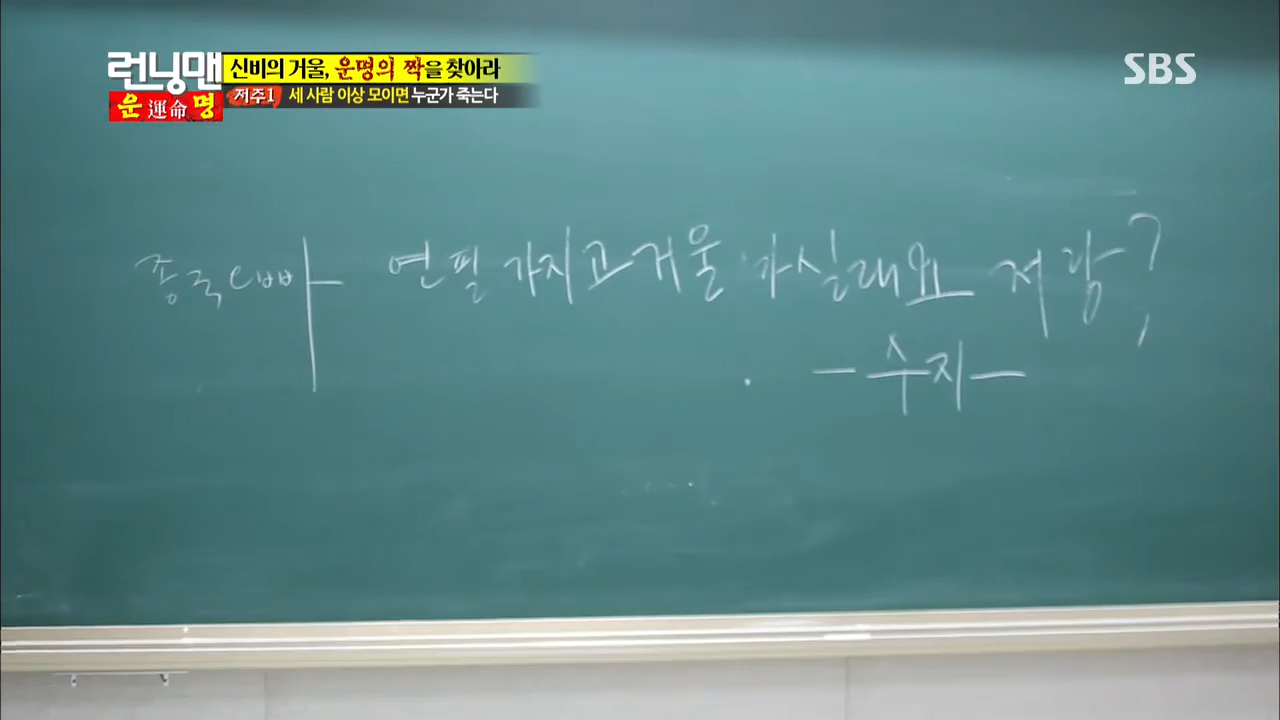 런닝맨 신비의 거울, 운명의 짝을 찾아라
운 運命 명 저주1 세 사람 이상 모이면 누군가 죽는다
SBS
종국오빠 연필 가지고 거울 가실래요 저랑?
-수지-